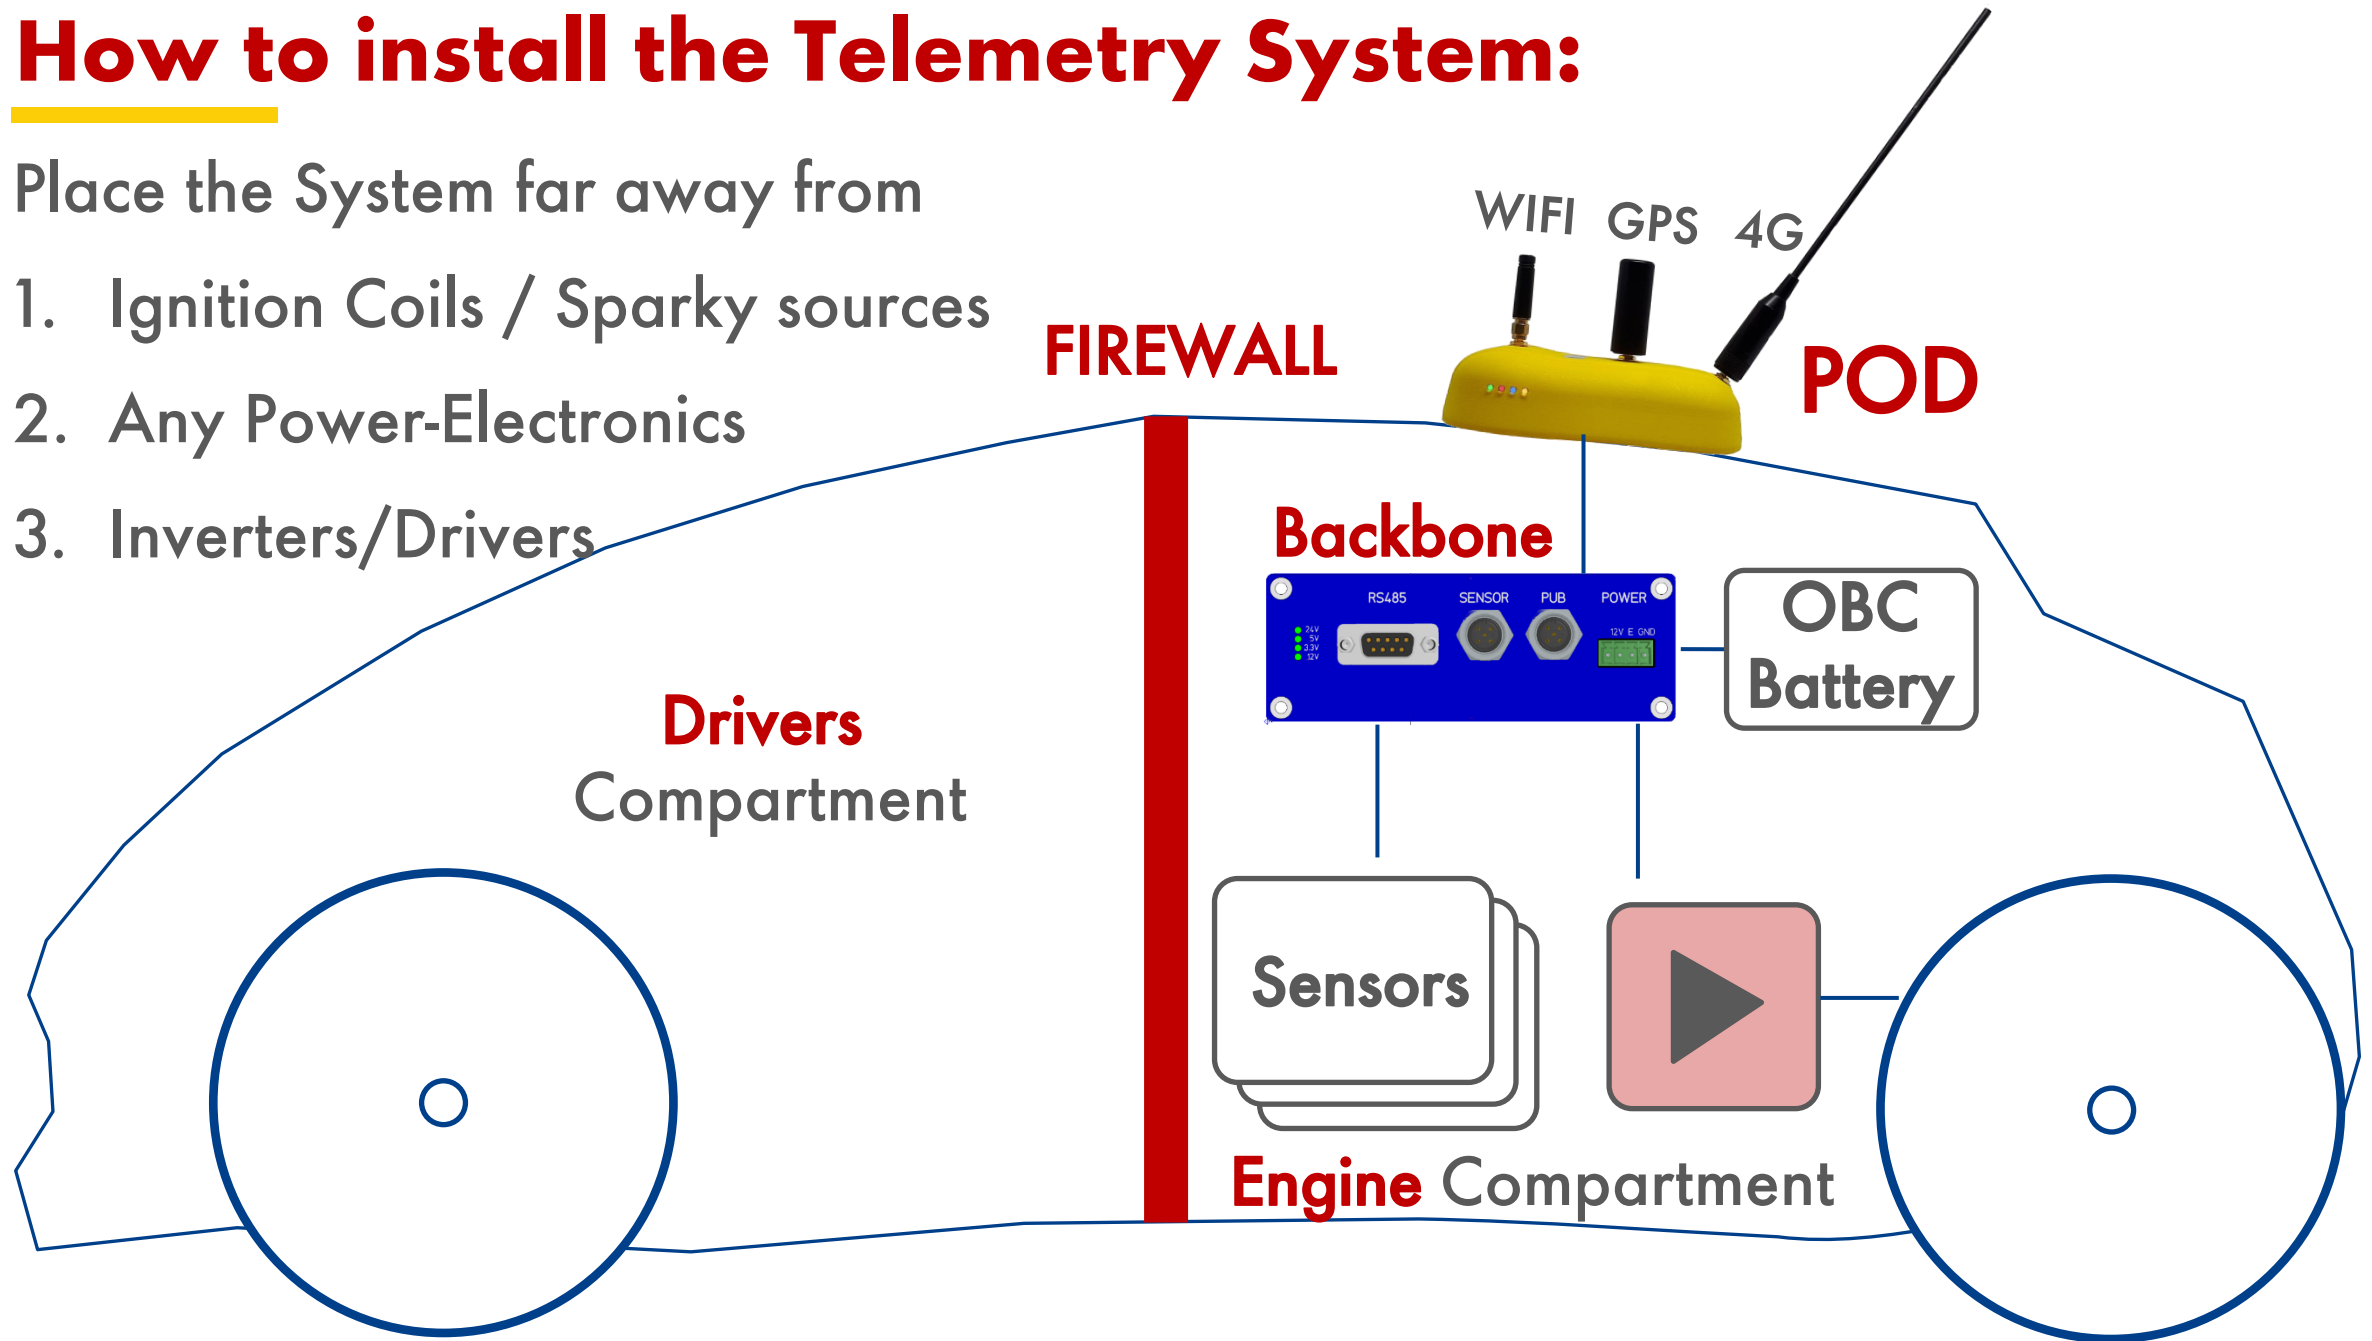 How to install the Telemetry System:
Place the System far away from
1. Ignition Coils / Sparky sources
2. Any Power-Electronics
3. Inverters/Drivers
WIFI GPS 4G
FIREWALL
POD
Backbone
RS485 SENSOR PUB POWER
24V
5V
3.3V
12V
12V E GND
OBC
Battery
Drivers
Compartment
Sensors
Engine Compartment